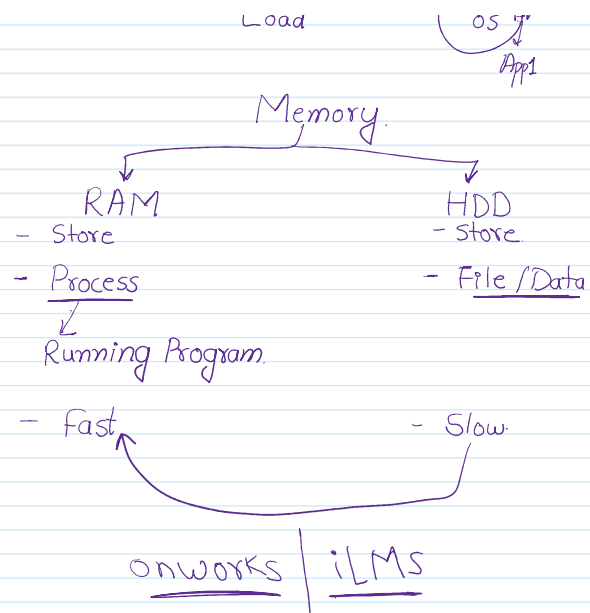 Load
OS
App1
Memory.
RAM HDD
- Store - Store.
- Process - File / Data
Running Program.
- Fast - Slow.
onworks | iLMS